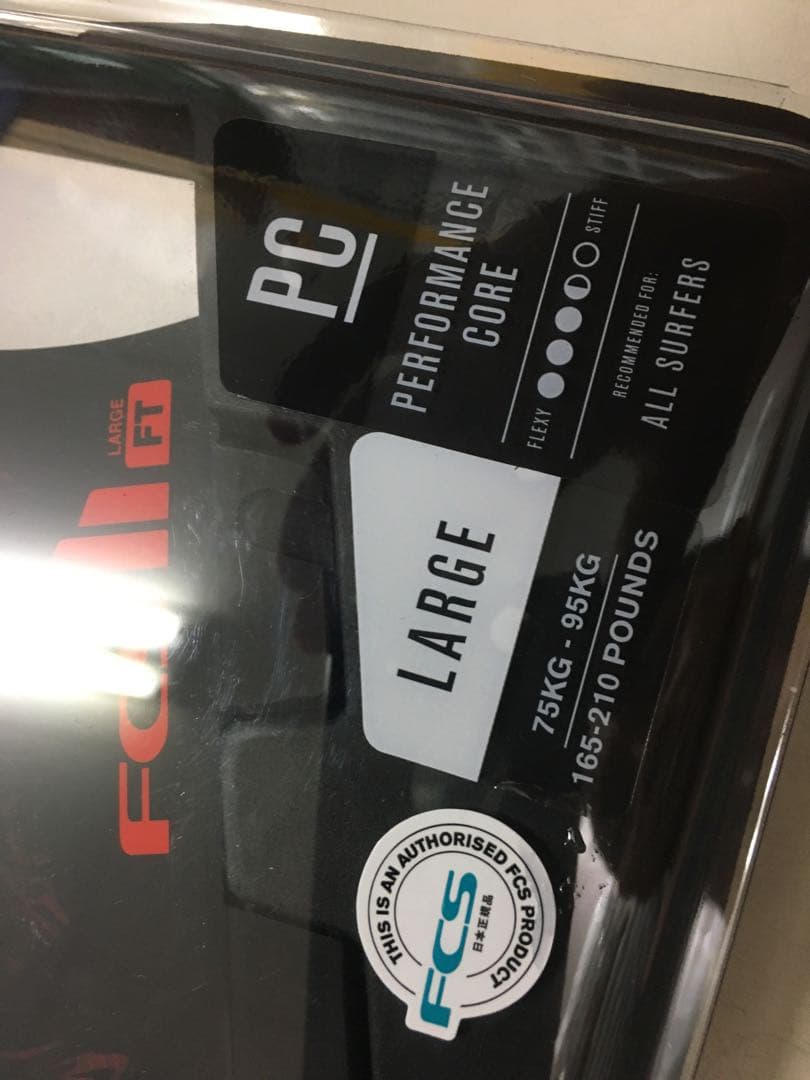 PC
PERFORMANCE
CORE
FLEXY STIFF
RECOMMENDED FOR:
ALL SURFERS
LARGE
FT
LARGE
75KG - 95KG
165-210 POUNDS
THIS IS AN AUTHORISED FCS PRODUCT
FCS
日本正規品